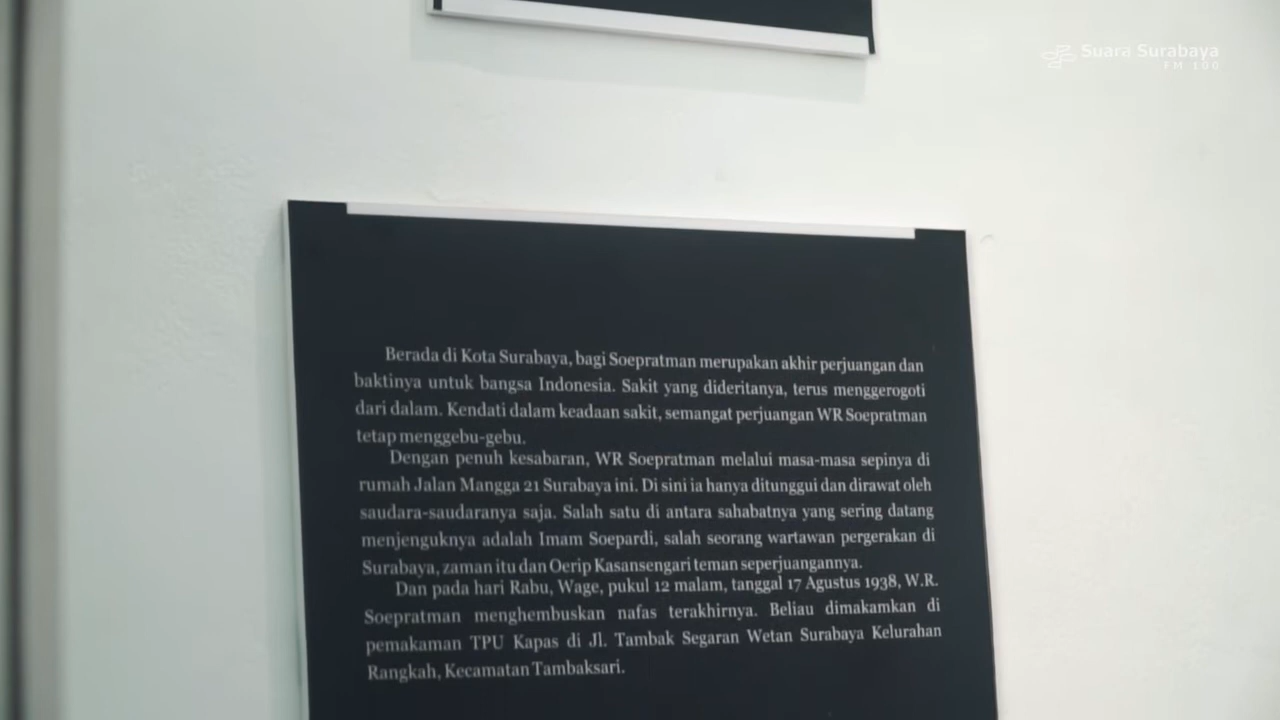 Suara Surabaya
FM 100
Berada di Kota Surabaya, bagi Soepratman merupakan akhir perjuangan dan
baktinya untuk bangsa Indonesia. Sakit yang dideritanya, terus menggerogoti
dari dalam. Kendati dalam keadaan sakit, semangat perjuangan WR Soepratman
tetap menggebu-gebu.
Dengan penuh kesabaran, WR Soepratman melalui masa-masa sepinya di
rumah Jalan Mangga 21 Surabaya ini. Di sini ia hanya ditunggui dan dirawat oleh
saudara-saudaranya saja. Salah satu di antara sahabatnya yang sering datang
menjenguknya adalah Imam Soepardi, salah seorang wartawan pergerakan di
Surabaya, zaman itu dan Oerip Kasansengari teman seperjuangannya.
Dan pada hari Rabu, Wage, pukul 12 malam, tanggal 17 Agustus 1938, W.R.
Soepratman menghembuskan nafas terakhirnya. Beliau dimakamkan di
pemakaman TPU Kapas di Jl. Tambak Segaran Wetan Surabaya Kelurahan
Rangkah, Kecamatan Tambaksari.